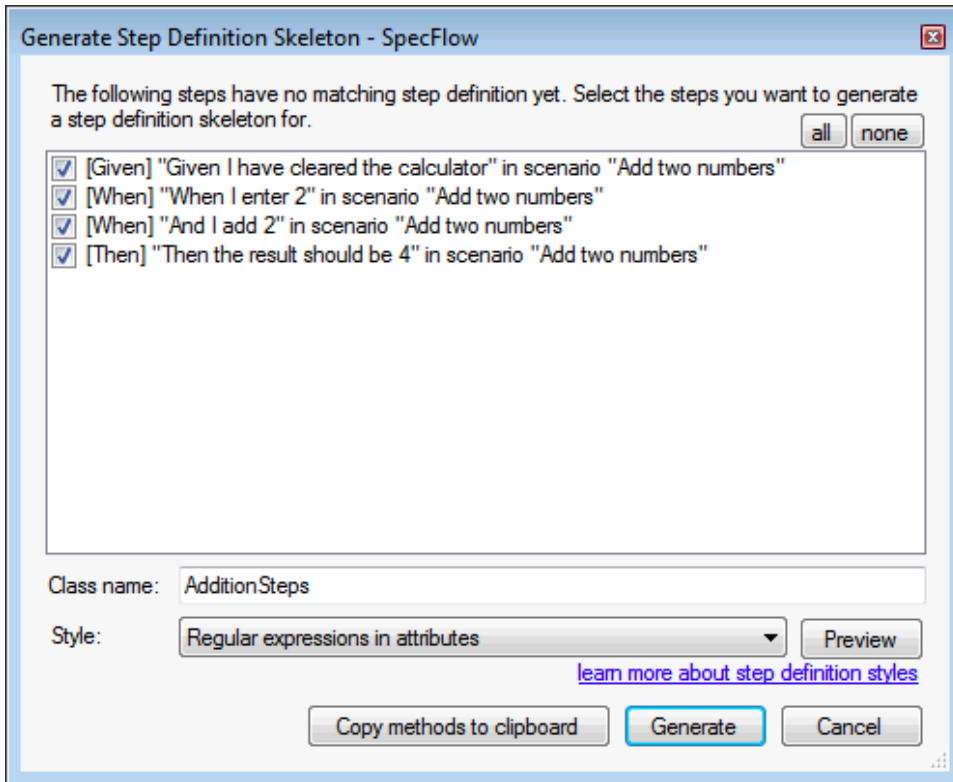 Generate Step Definition Skeleton - SpecFlow
The following steps have no matching step definition yet. Select the steps you want to generate
a step definition skeleton for.
all none
[Given] "Given I have cleared the calculator" in scenario "Add two numbers"
[When] "When I enter 2" in scenario "Add two numbers"
[When] "And I add 2" in scenario "Add two numbers"
[Then] "Then the result should be 4" in scenario "Add two numbers"
Class name: AdditionSteps
Style: Regular expressions in attributes Preview
learn more about step definition styles
Copy methods to clipboard Generate Cancel